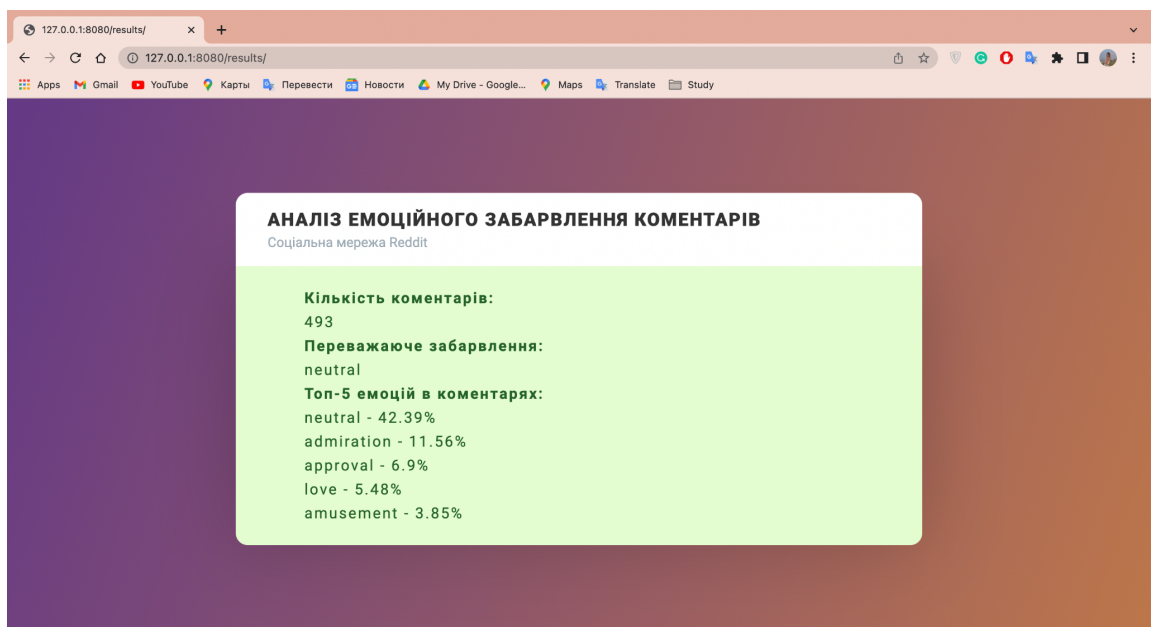 127.0.0.1:8080/results/
127.0.0.1:8080/results/
Apps Gmail YouTube Карты Перевести Новости My Drive - Google... Maps Translate Study
АНАЛІЗ ЕМОЦІЙНОГО ЗАБАРВЛЕННЯ КОМЕНТАРІВ
Соціальна мережа Reddit
Кількість коментарів:
493
Переважаюче забарвлення:
neutral
Топ-5 емоцій в коментарях:
neutral - 42.39%
admiration - 11.56%
approval - 6.9%
love - 5.48%
amusement - 3.85%